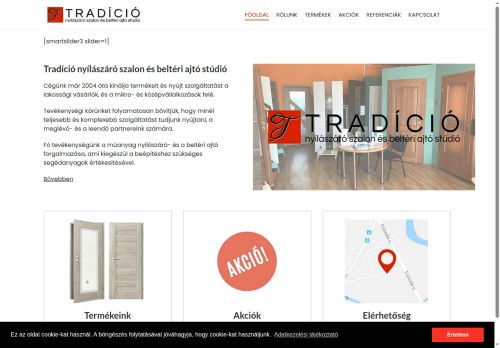 T TRADÍCIÓ
nyílászáró szalon és beltéri ajtó stúdió
FŐOLDAL RÓLUNK TERMÉKEK AKCIÓK REFERENCIÁK KAPCSOLAT
[smartslider3 slider=1]
Tradíció nyílászáró szalon és beltéri ajtó stúdió
Cégünk már 2004 óta kínálja termékeit és nyújt szolgáltatást a
lakossági vásárlók, és a mikro- és középvállalkozások felé.
Tevékenységi körünket folyamatosan bővítjük, hogy minél
teljesebb és komplexebb szolgáltatást tudjunk nyújtani, a
meglévő- és a leendő partnereink számára.
Fő tevékenységünk a műanyag nyílászáró- és a beltéri ajtó
forgalmazása, ami kiegészül a beépítéshez szükséges
segédanyagok értékesítésével.
Bővebben
T TRADÍCIÓ
nyílászáró szalon és beltéri ajtó stúdió
AKCIÓ!
Termékeink
Akciók
Elérhetőség
Ez az oldal cookie-kat használ. A böngészés folytatásával jóváhagyja, hogy cookie-kat használjunk. Adatkezelési tájékoztató
Értettem